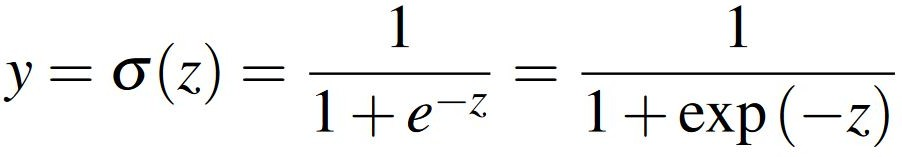 y = σ(z) = 1/(1 + e^{-z}) = 1/(1 + exp(−z))